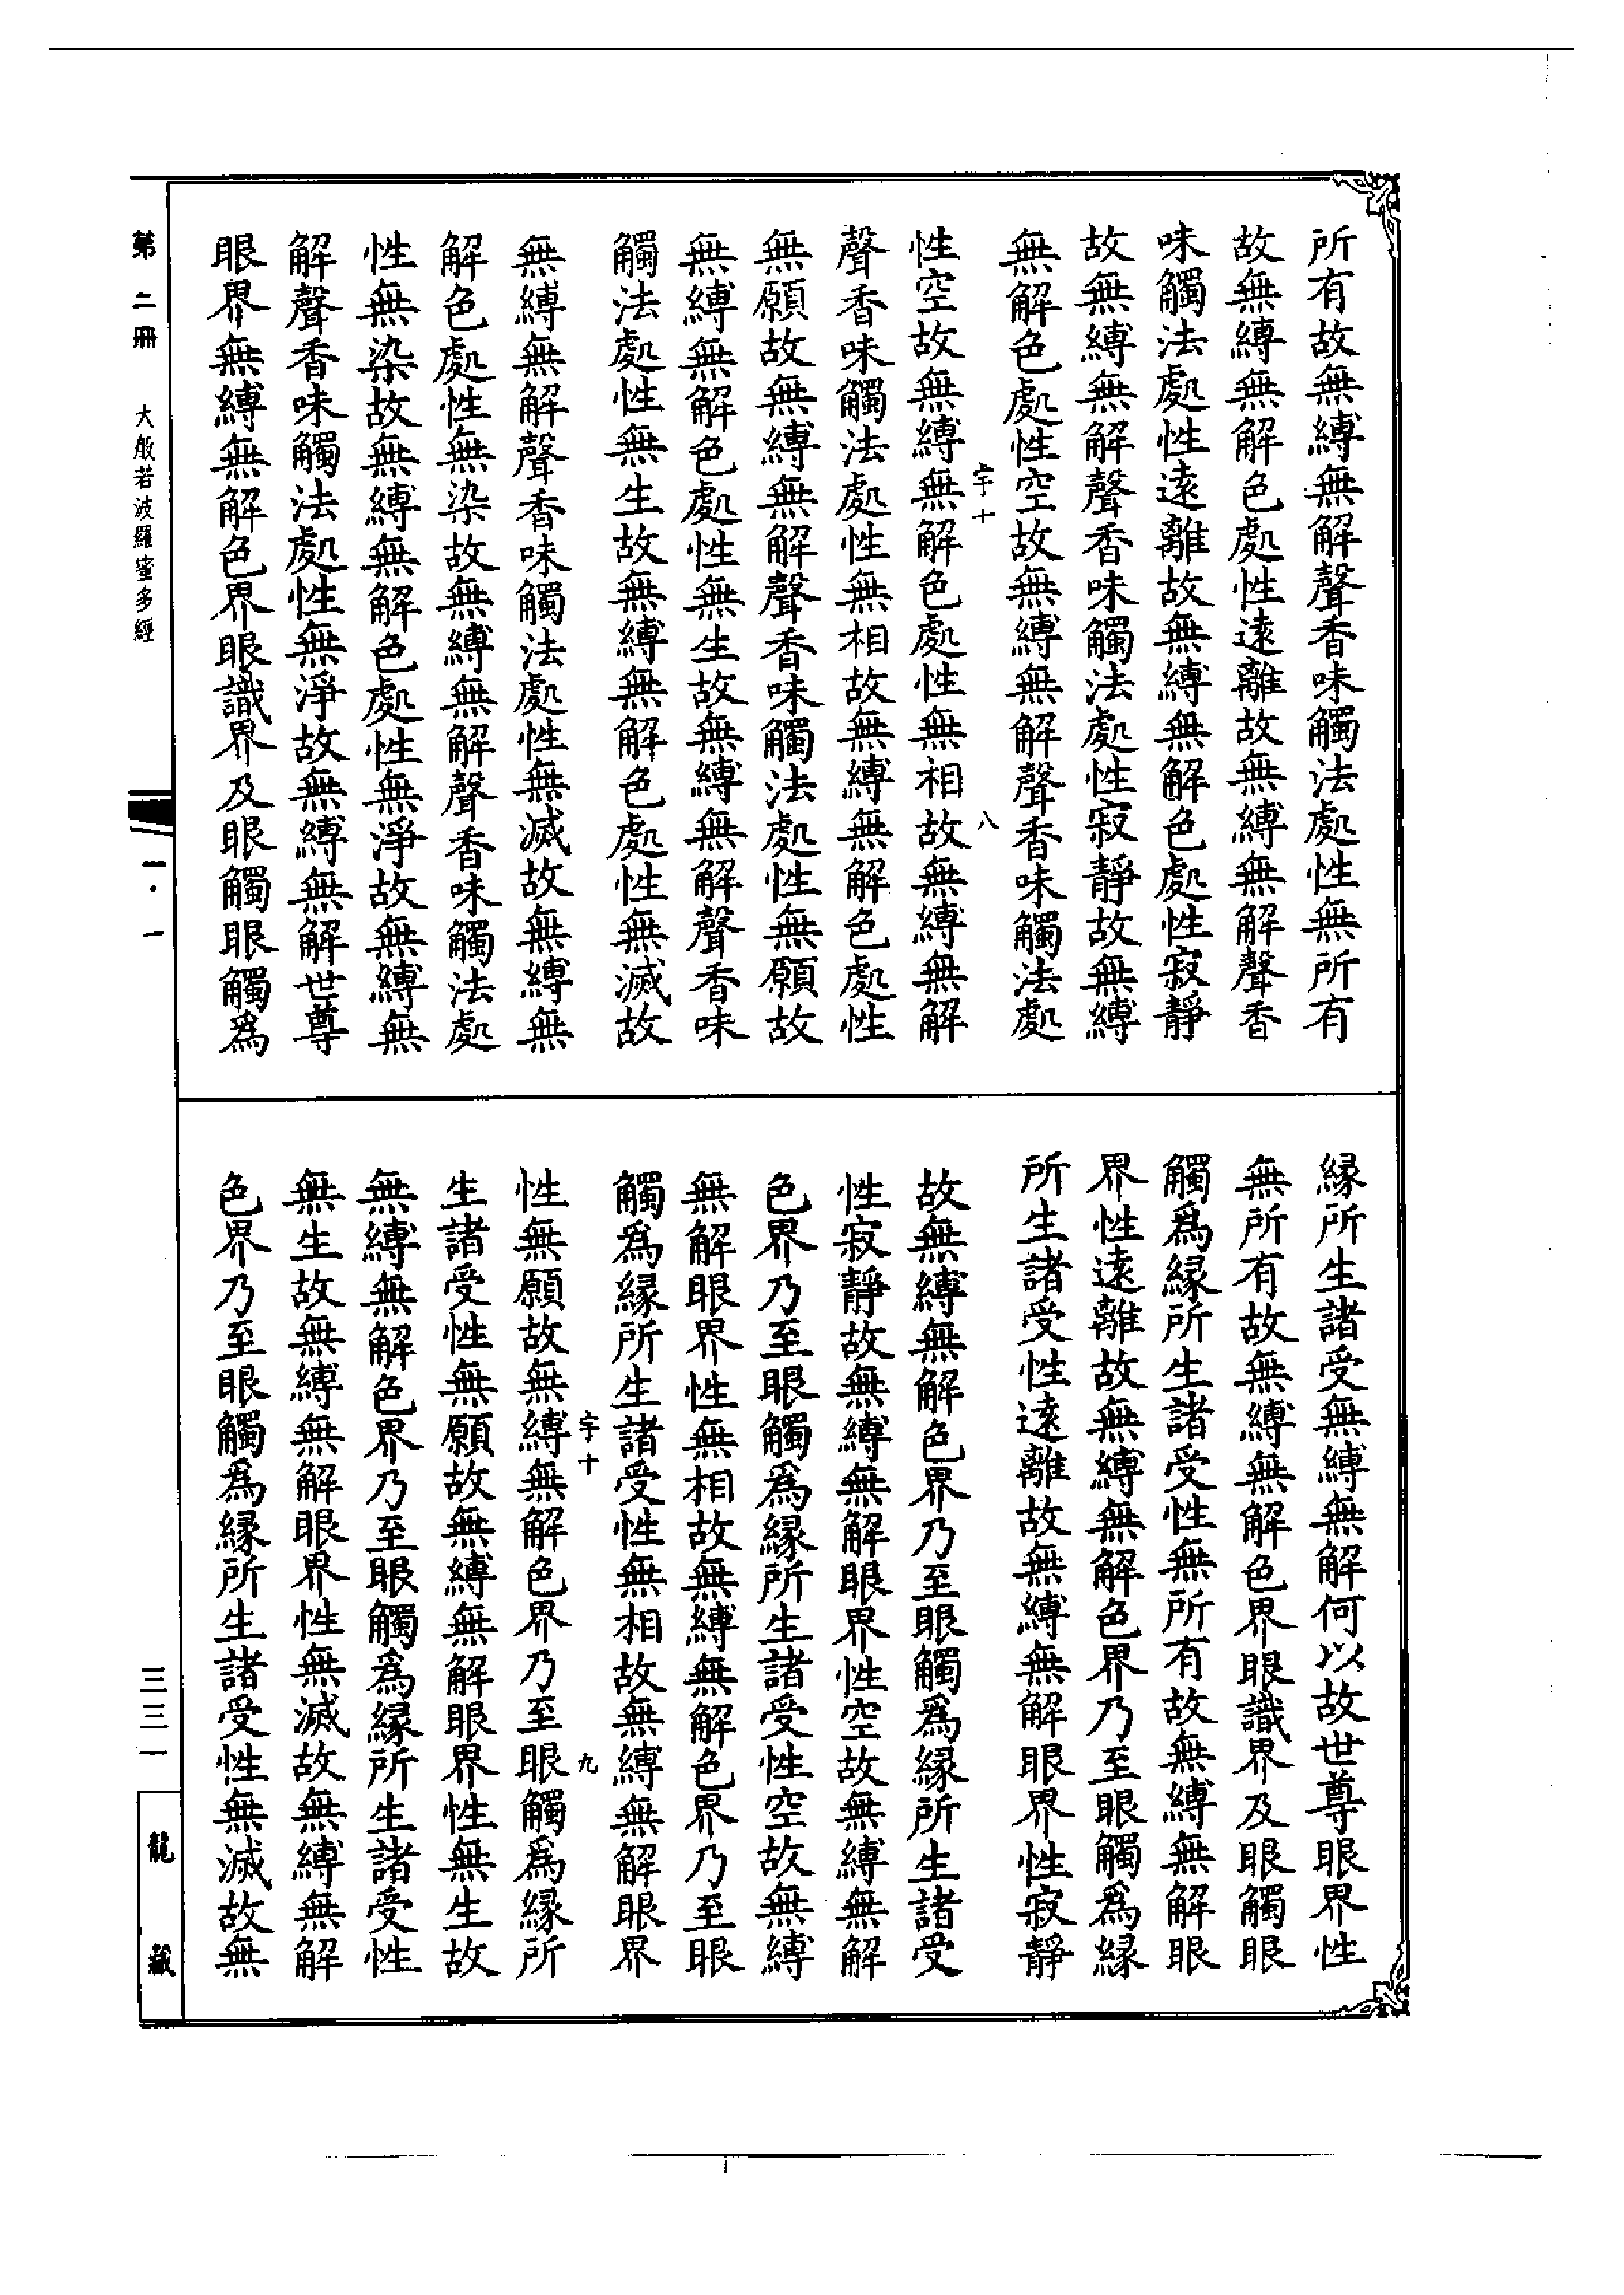 所有故無縛無解聲香味觸法處性無所有
故無縛無解色處性遠離故無縛無解聲香
味觸法處性遠離故無縛無解色處性寂靜
故無縛無解聲香味觸法處性寂靜故無縛
無解色處性空故無縛無解聲香味觸法處
宇十 八
性空故無縛無解色處性無相故無縛無解
聲香味觸法處性無相故無縛無解色處性
無願故無縛無解聲香味觸法處性無願故
無縛無解色處性無生故無縛無解聲香味
觸法處性無生故無縛無解色處性無滅故
無縛無解聲香味觸法處性無滅故無縛無
解色處性無染故無縛無解聲香味觸法處
性無染故無縛無解色處性無淨故無縛無
解聲香味觸法處性無淨故無縛無解世尊
眼界無縛無解色界眼識界及眼觸眼觸爲
緣所生諸受無縛無解何以故世尊眼界性
無所有故無縛無解色界眼識界及眼觸眼
觸爲緣所生諸受性無所有故無縛無解眼
界性遠離故無縛無解色界乃至眼觸爲緣
所生諸受性遠離故無縛無解眼界性寂靜
故無縛無解色界乃至眼觸爲緣所生諸受
性寂靜故無縛無解眼界性空故無縛無解
色界乃至眼觸爲緣所生諸受性空故無縛
無解眼界性無相故無縛無解色界乃至眼
觸爲緣所生諸受性無相故無縛無解眼界
宇十 九
性無願故無縛無解色界乃至眼觸爲緣所
生諸受性無願故無縛無解眼界性無生故
無縛無解色界乃至眼觸爲緣所生諸受性
無生故無縛無解眼界性無滅故無縛無解
色界乃至眼觸爲緣所生諸受性無滅故無
第二冊 大般若波羅蜜多經
一·一
三三一
龍藏